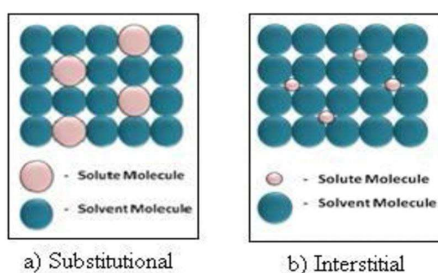 - Solute Molecule
- Solvent Molecule
a) Substitutional
- Solute Molecule
- Solvent Molecule
b) Interstitial